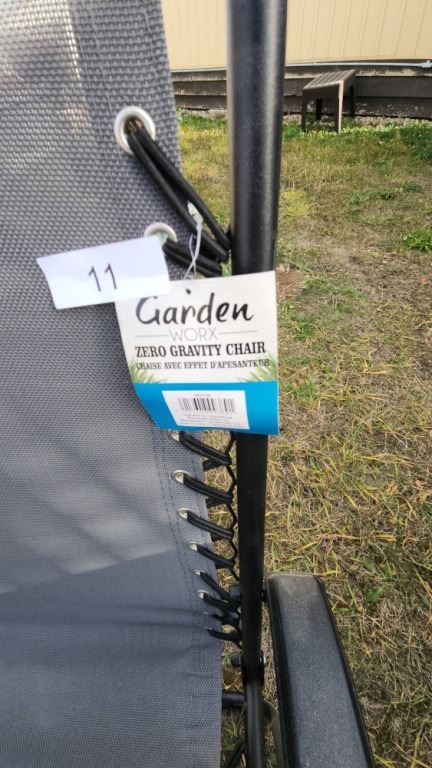 11
Garden
WORX
ZERO GRAVITY CHAIR
CHAISE AVEC EFFET D'APESANTEUR